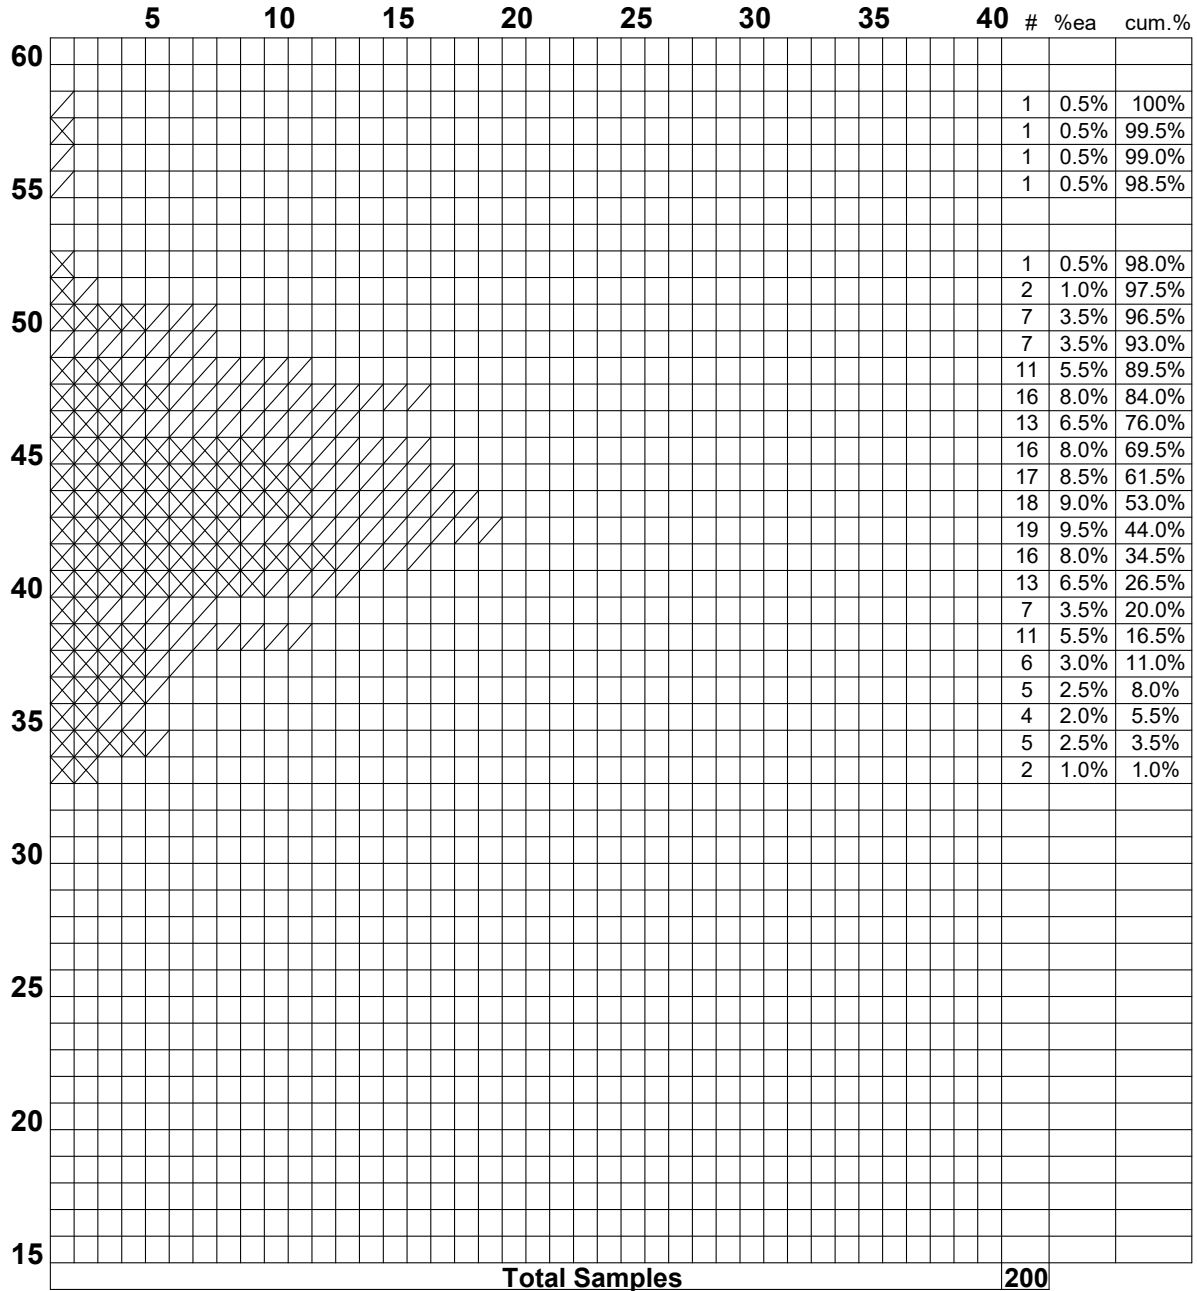 5 10 15 20 25 30 35 40 # %ea cum.%
60
1 0.5% 100%
1 0.5% 99.5%
1 0.5% 99.0%
55 1 0.5% 98.5%
1 0.5% 98.0%
2 1.0% 97.5%
50 7 3.5% 96.5%
7 3.5% 93.0%
11 5.5% 89.5%
16 8.0% 84.0%
13 6.5% 76.0%
45 16 8.0% 69.5%
17 8.5% 61.5%
18 9.0% 53.0%
19 9.5% 44.0%
16 8.0% 34.5%
40 13 6.5% 26.5%
7 3.5% 20.0%
11 5.5% 16.5%
6 3.0% 11.0%
5 2.5% 8.0%
35 4 2.0% 5.5%
5 2.5% 3.5%
2 1.0% 1.0%
30
25
20
15
Total Samples 200